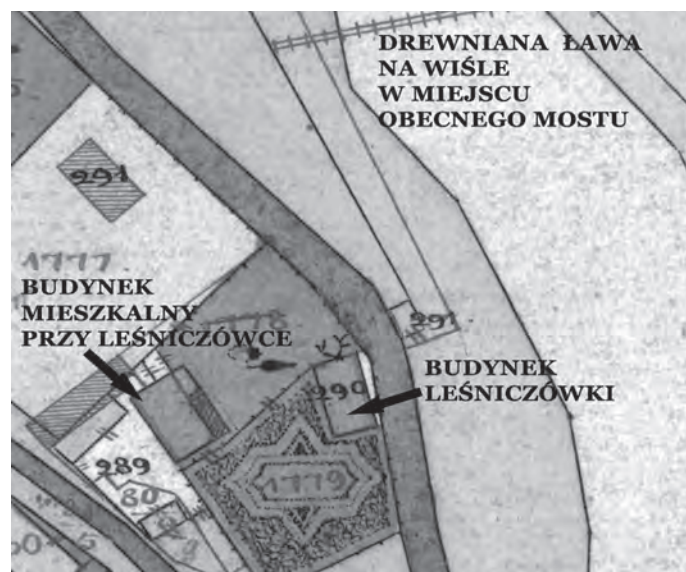 DREWNIANA ŁAWA
NA WIŚLE
W MIEJSCU
OBECNEGO MOSTU
291
1777
BUDYNEK
MIESZKALNY
PRZY LEŚNICZÓWCE
291
BUDYNEK
LEŚNICZÓWKI
290
289
80
1779